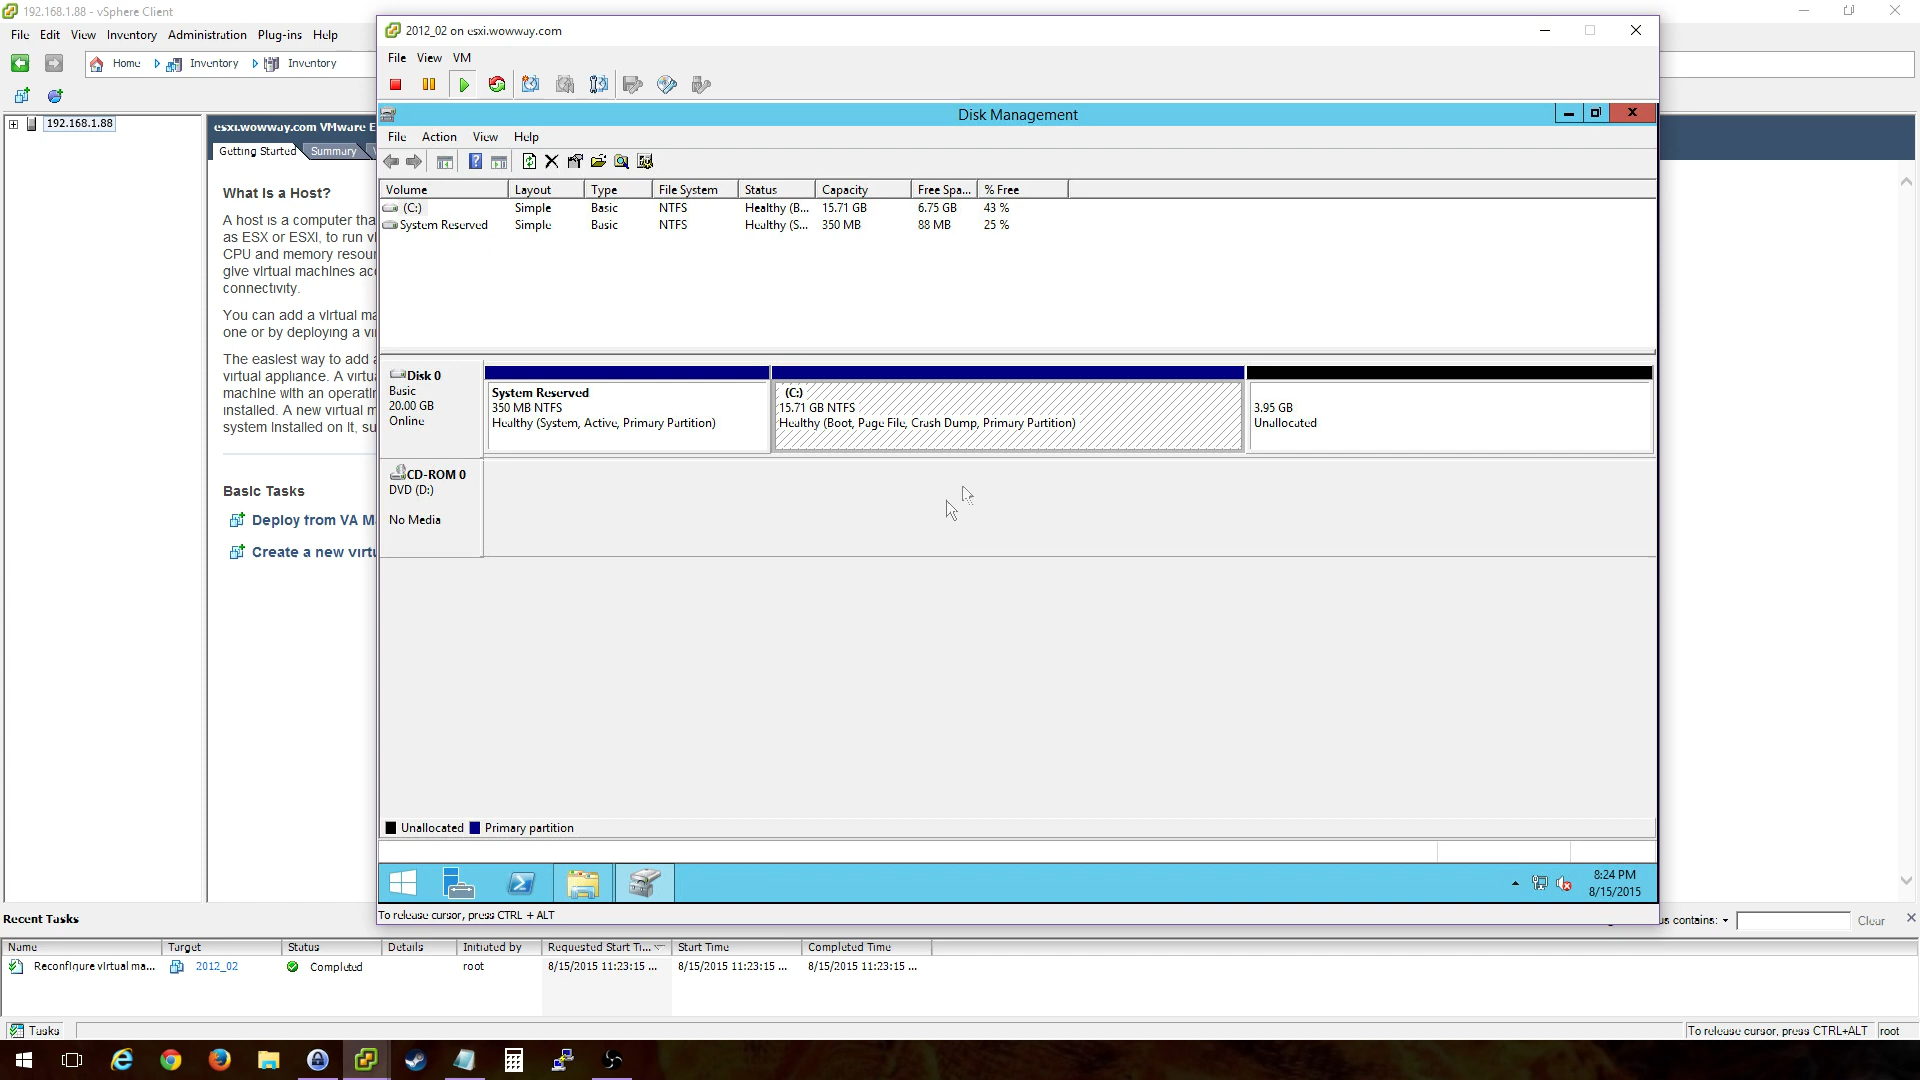 192.168.1.88 - vSphere Client
File Edit View Inventory Administration Plug-ins Help
Home Inventory Inventory
192.168.1.88
esxi.wowway.com VMware E
Getting Started Summary
What is a Host?
A host is a computer tha
as ESX or ESXi, to run vi
CPU and memory resour
give virtual machines acc
connectivity.
You can add a virtual ma
one or by deploying a vi
The easiest way to add a
virtual appliance. A virtu
machine with an operati
installed. A new virtual m
system installed on it, su
Basic Tasks
Deploy from VA M
Create a new virtu
2012_02 on esxi.wowway.com
File View VM
Disk Management
File Action View Help
Volume Layout Type File System Status Capacity Free Spa... % Free
(C:) Simple Basic NTFS Healthy (B... 15.71 GB 6.75 GB 43 %
System Reserved Simple Basic NTFS Healthy (S... 350 MB 88 MB 25 %
Disk 0
Basic
20.00 GB
Online
System Reserved
350 MB NTFS
Healthy (System, Active, Primary Partition)
(C:)
15.71 GB NTFS
Healthy (Boot, Page File, Crash Dump, Primary Partition)
3.95 GB
Unallocated
CD-ROM 0
DVD (D:)
No Media
Unallocated Primary partition
8:24 PM
8/15/2015
To release cursor, press CTRL + ALT
Recent Tasks
us contains: Clear
Name Target Status Details Initiated by Requested Start Ti... Start Time Completed Time
Reconfigure virtual ma... 2012_02 Completed root 8/15/2015 11:23:15 ... 8/15/2015 11:23:15 ... 8/15/2015 11:23:15 ...
Tasks
To release cursor, press CTRL+ALT root